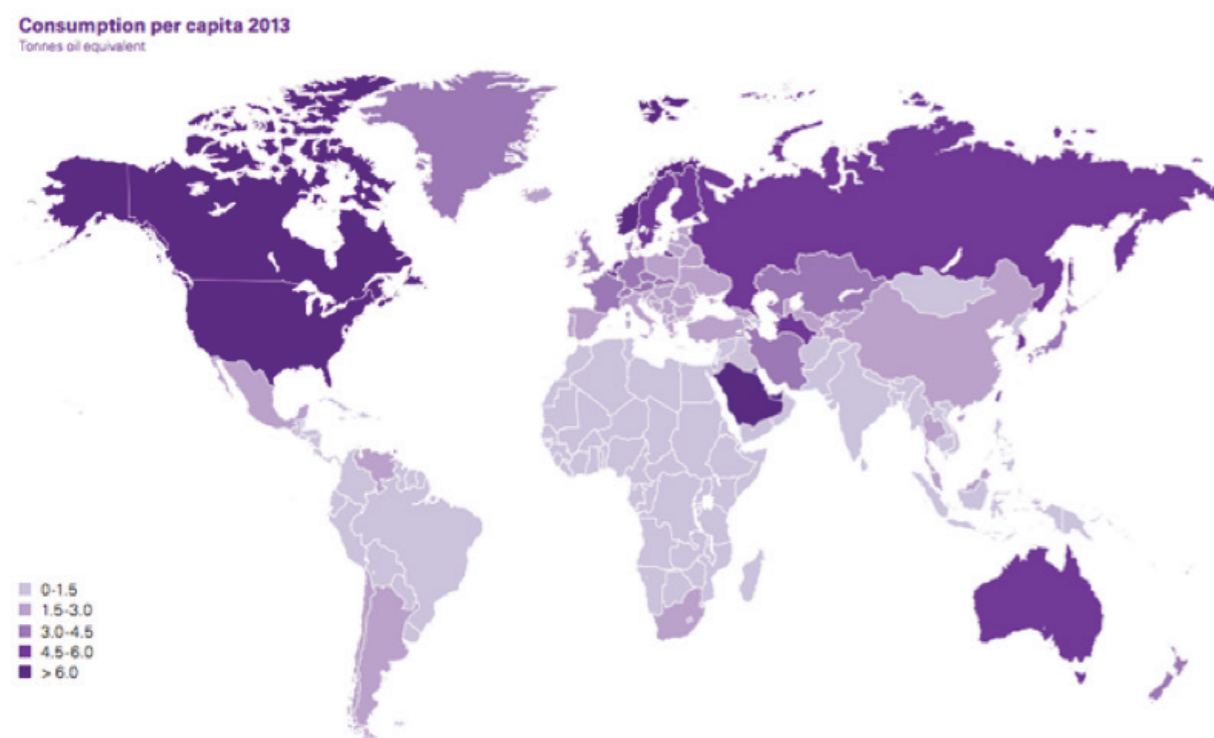 Consumption per capita 2013
Tonnes oil equivalent
0-1.5
1.5-3.0
3.0-4.5
4.5-6.0
> 6.0